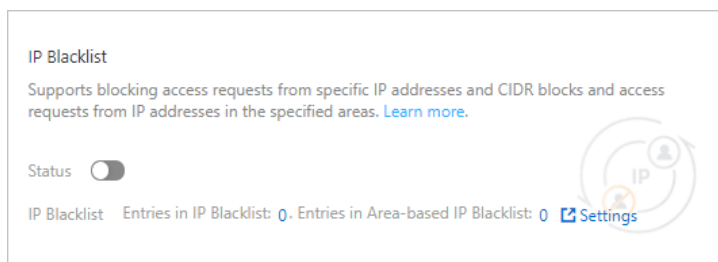 IP Blacklist
Supports blocking access requests from specific IP addresses and CIDR blocks and access
requests from IP addresses in the specified areas. Learn more.
Status
IP
IP Blacklist Entries in IP Blacklist: 0. Entries in Area-based IP Blacklist: 0 Settings